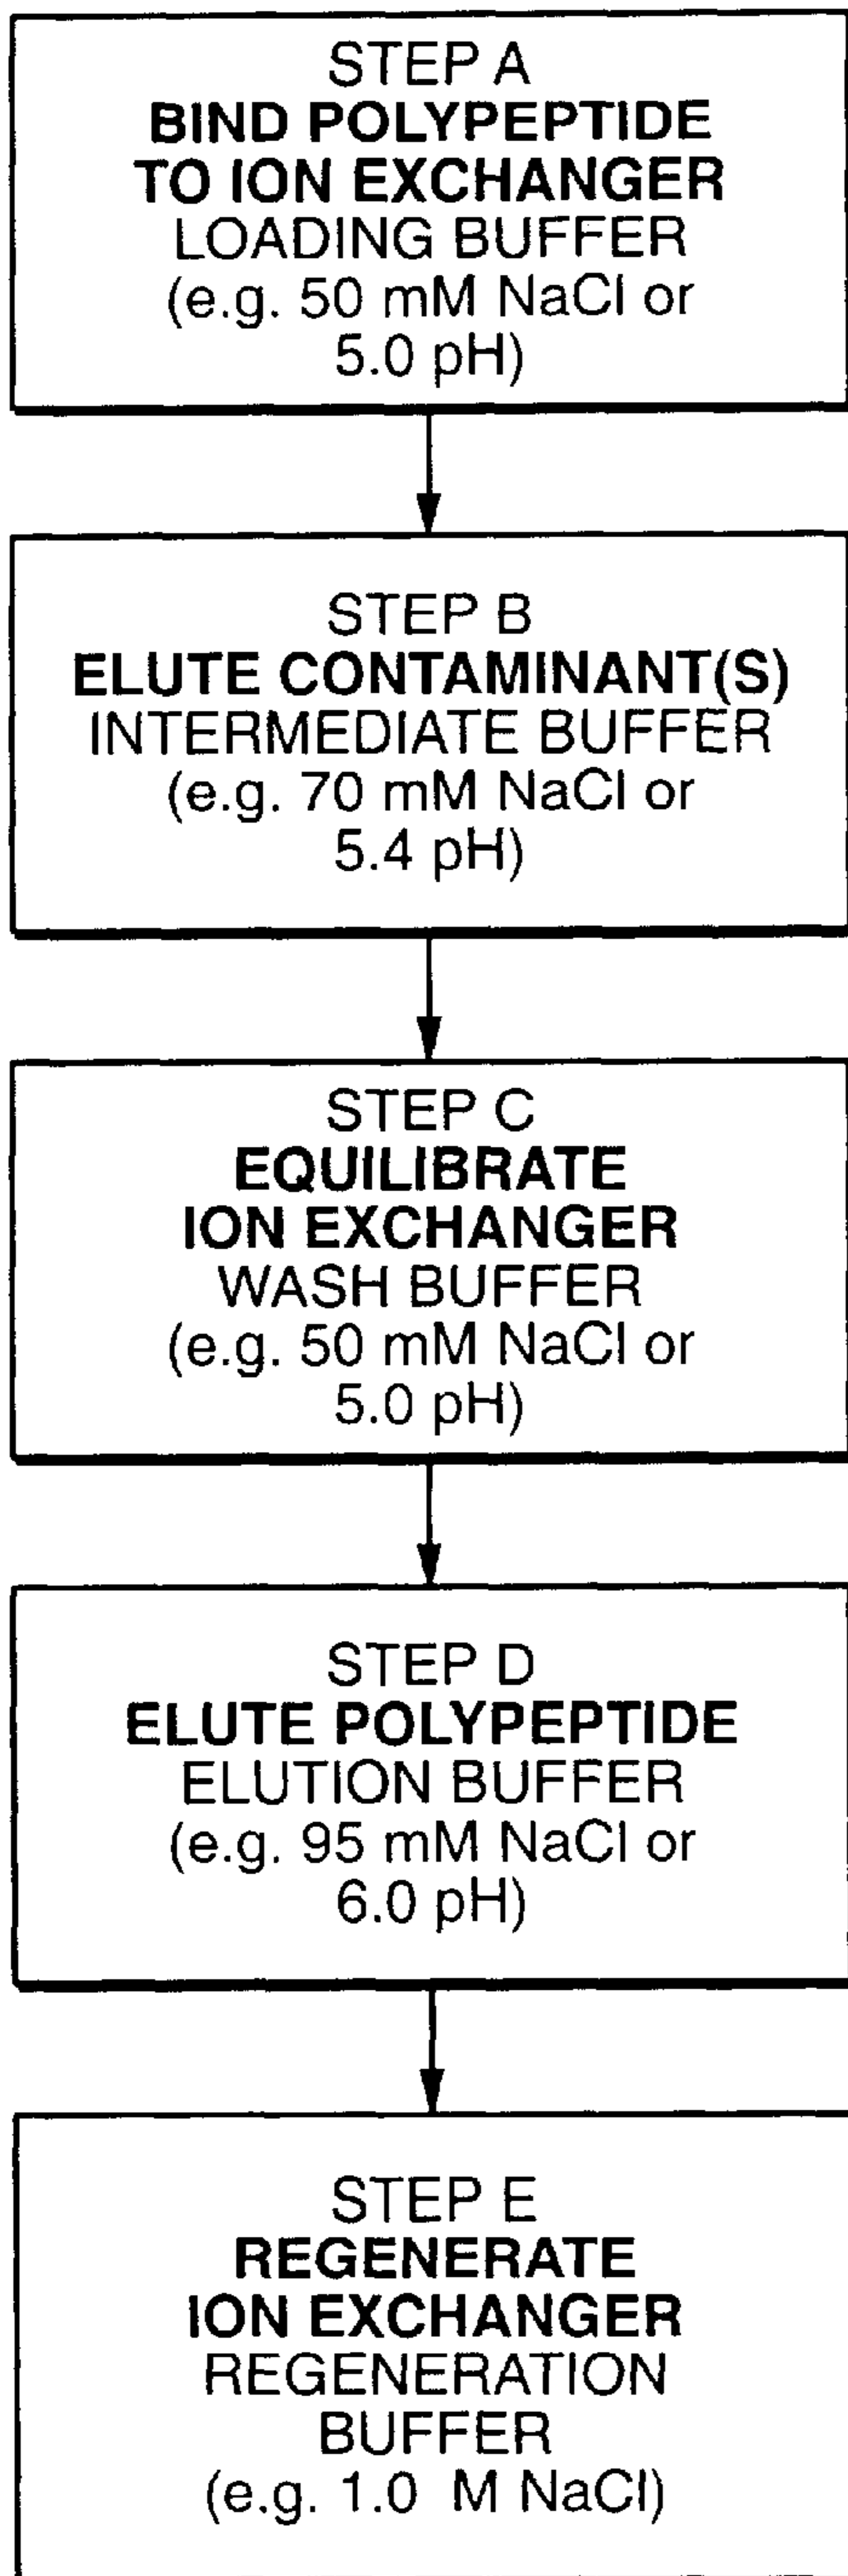 STEP A
BIND POLYPEPTIDE
TO ION EXCHANGER
LOADING BUFFER
(e.g. 50 mM NaCl or
5.0 pH)
STEP B
ELUTE CONTAMINANT(S)
INTERMEDIATE BUFFER
(e.g. 70 mM NaCl or
5.4 pH)
STEP C
EQUILIBRATE
ION EXCHANGER
WASH BUFFER
(e.g. 50 mM NaCl or
5.0 pH)
STEP D
ELUTE POLYPEPTIDE
ELUTION BUFFER
(e.g. 95 mM NaCl or
6.0 pH)
STEP E
REGENERATE
ION EXCHANGER
REGENERATION
BUFFER
(e.g. 1.0 M NaCl)